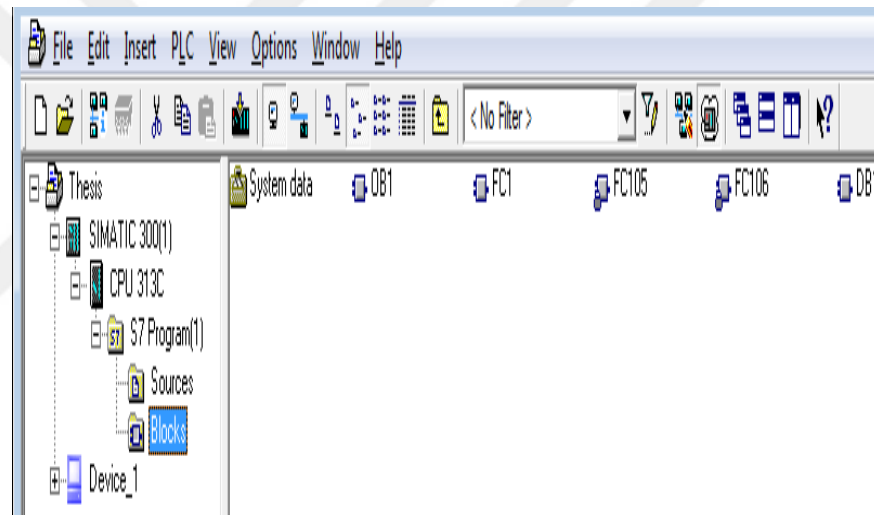 File Edit Insert PLC View Options Window Help
< No Filter >
Thesis
SIMATIC 300(1)
CPU 313C
S7 Program(1)
Sources
Blocks
Device_1
System data OB1 FC1 FC105 FC106 DB1